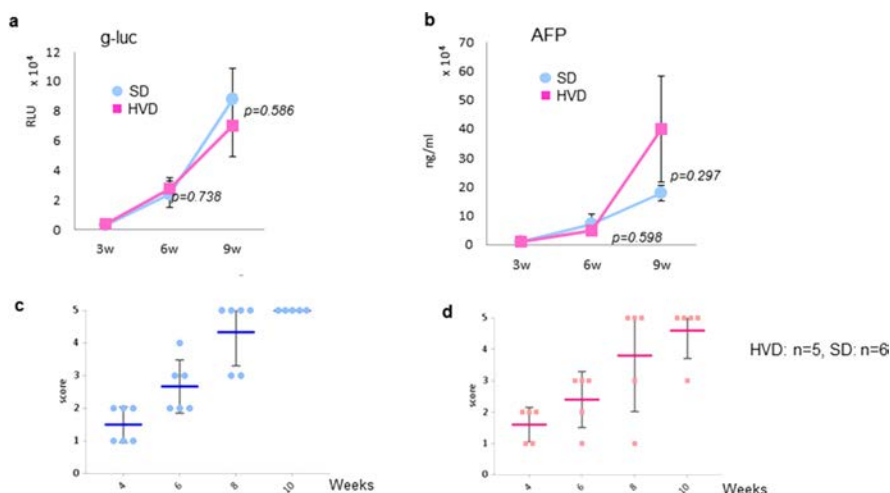 a
g-luc
x 10⁴
12
10
8
6
4
2
0
RLU
SD
HVD
p=0.586
p=0.738
3w 6w 9w
b
AFP
x 10⁴
70
60
50
40
30
20
10
0
ng/ml
SD
HVD
p=0.297
p=0.598
3w 6w 9w
c
5
4
3
2
1
0
score
4 6 8 10 Weeks
d
5
4
3
2
1
0
score
4 6 8 10 Weeks
HVD: n=5, SD: n=6